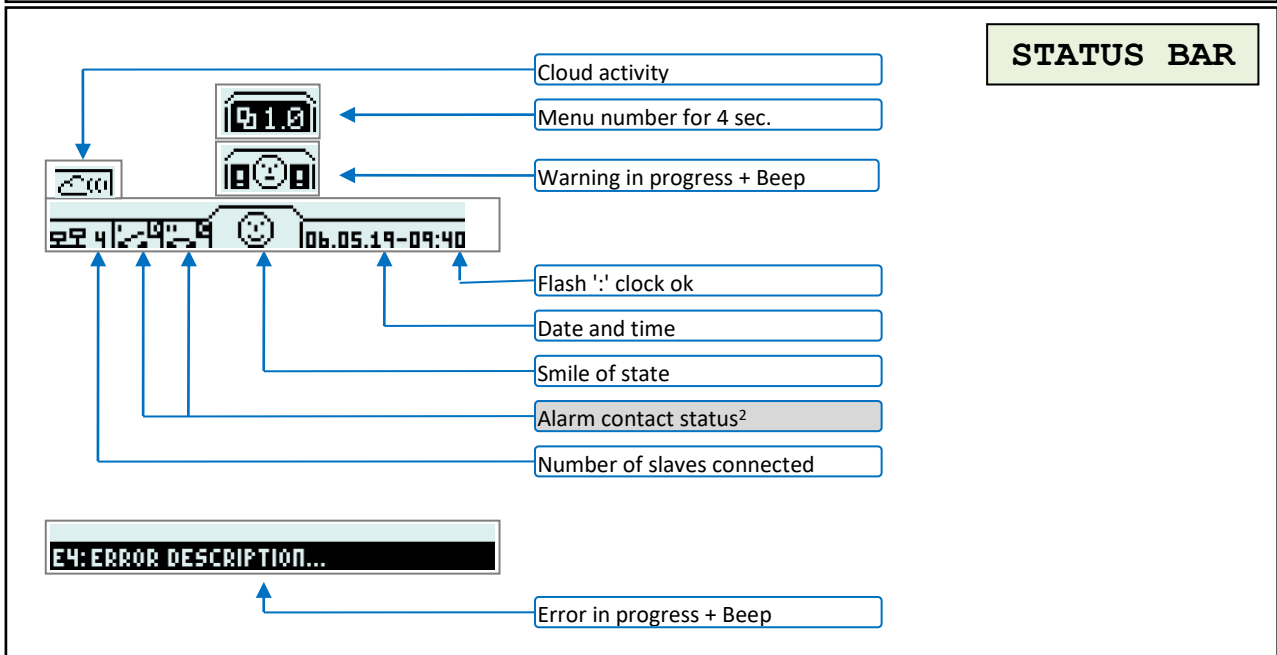 STATUS BAR
Cloud activity
1.0
Menu number for 4 sec.
Warning in progress + Beep
4 06.05.19-09:40
Flash ':' clock ok
Date and time
Smile of state
Alarm contact status²
Number of slaves connected
E4: ERROR DESCRIPTION...
Error in progress + Beep